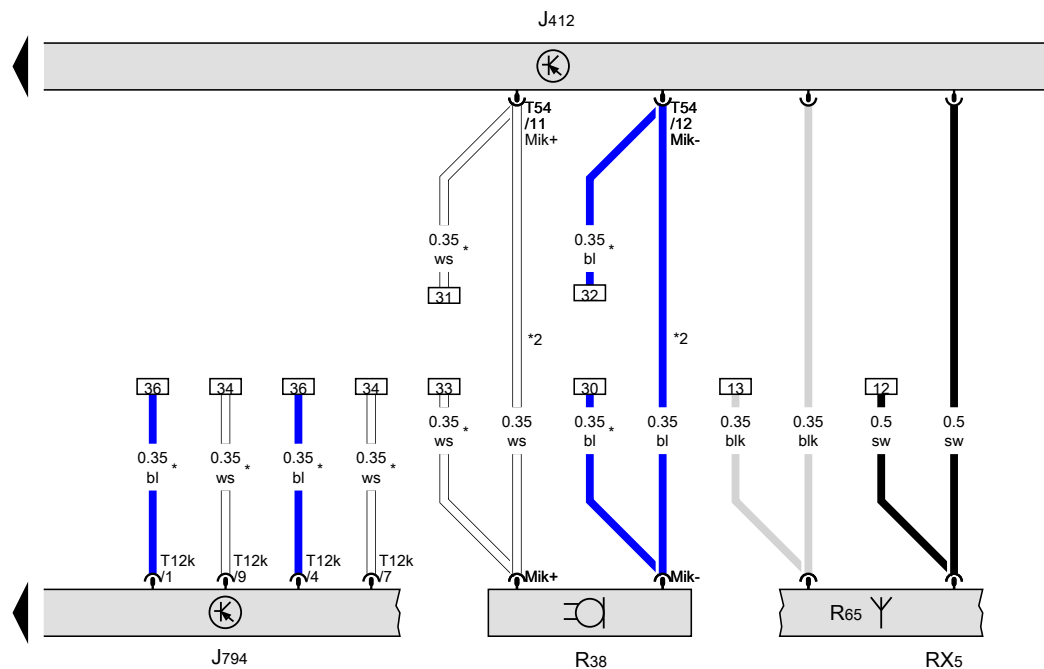 J412
T54
/11
Mik+
T54
/12
Mik-
0.35 *
ws
0.35 *
bl
31
32
*2
*2
36
34
36
34
33
30
13
12
0.35 *
bl
0.35 *
ws
0.35 *
bl
0.35 *
ws
0.35 *
ws
0.35
ws
0.35 *
bl
0.35
bl
0.35
blk
0.35
blk
0.5
sw
0.5
sw
T12k
/1
T12k
/9
T12k
/4
T12k
/7
Mik+
Mik-
R65
J794
R38
RX5